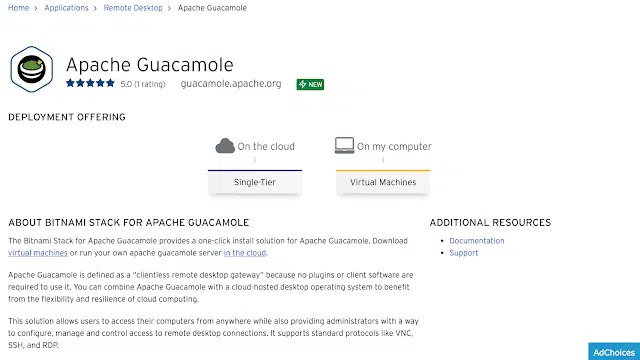 Home > Applications > Remote Desktop > Apache Guacamole
Apache Guacamole
5.0 (1 rating) guacamole.apache.org NEW
DEPLOYMENT OFFERING
On the cloud On my computer
Single-Tier Virtual Machines
ABOUT BITNAMI STACK FOR APACHE GUACAMOLE
The Bitnami Stack for Apache Guacamole provides a one-click install solution for Apache Guacamole. Download
virtual machines or run your own apache guacamole server in the cloud.
Apache Guacamole is defined as a "clientless remote desktop gateway" because no plugins or client software are
required to use it. You can combine Apache Guacamole with a cloud-hosted desktop operating system to benefit
from the flexibility and resilience of cloud computing.
This solution allows users to access their computers from anywhere while also providing administrators with a way
to configure, manage and control access to remote desktop connections. It supports standard protocols like VNC,
SSH, and RDP.
ADDITIONAL RESOURCES
• Documentation
• Support
AdChoices